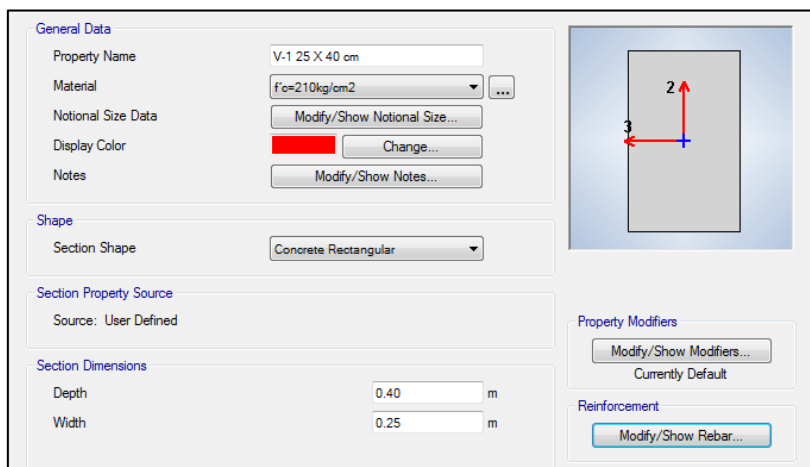 General Data
Property Name V-1 25 X 40 cm
Material f´c=210kg/cm2 ...
Notional Size Data Modify/Show Notional Size...
Display Color Change...
Notes Modify/Show Notes...
Shape
Section Shape Concrete Rectangular
Section Property Source
Source: User Defined
Section Dimensions
Depth 0.40 m
Width 0.25 m
2
3
Property Modifiers
Modify/Show Modifiers...
Currently Default
Reinforcement
Modify/Show Rebar...